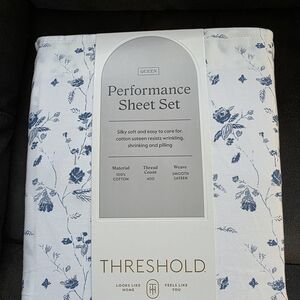 QUEEN
Performance
Sheet Set
Silky soft and easy to care for,
cotton sateen resists wrinkling,
shrinking and pilling
Material Thread Count Weave
100% COTTON 400 SMOOTH SATEEN
THRESHOLD
LOOKS LIKE HOME TH FEELS LIKE YOU